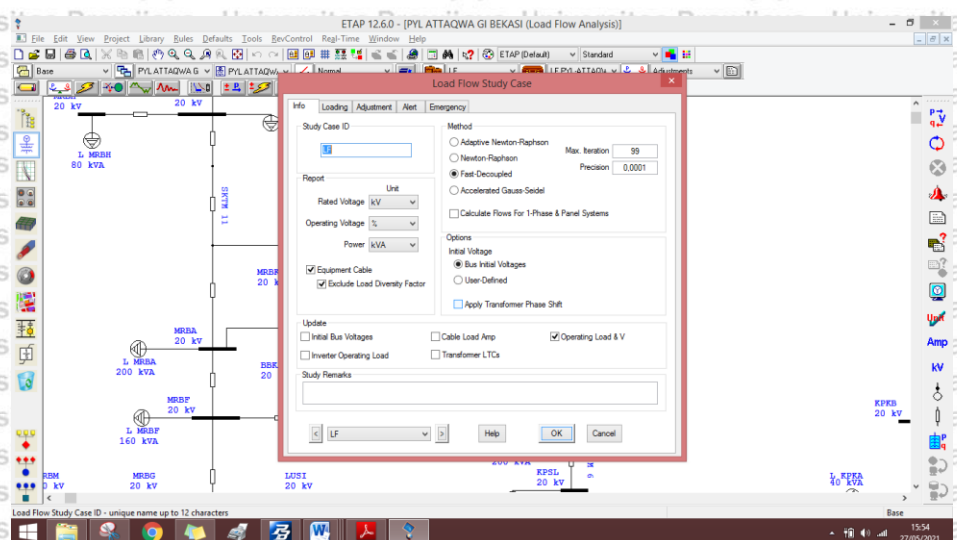 ETAP 12.6.0 - [PYL ATTAQWA GI BEKASI (Load Flow Analysis)]
File Edit View Project Library Rules Defaults Tools RevControl Real-Time Window Help
ETAP (Default) Standard
Base PYL ATTAQWA G PYL ATTAQW Normal LF LF PYL-ATTAQW Adjustments
Load Flow Study Case
Info Loading Adjustment Alert Emergency
Study Case ID
LF
Method
Adaptive Newton-Raphson
Newton-Raphson
Fast-Decoupled
Accelerated Gauss-Seidel
Max. Iteration 99
Precision 0,0001
Calculate Flows For 1-Phase & Panel Systems
Report
Unit
Rated Voltage kV
Operating Voltage %
Power kVA
Equipment Cable
Exclude Load Diversity Factor
Options
Initial Voltage
Bus Initial Voltages
User-Defined
Apply Transformer Phase Shift
Update
Initial Bus Voltages
Cable Load Amp
Operating Load & V
Inverter Operating Load
Transformer LTCs
Study Remarks
LF
Help OK Cancel
20 kV
20 kV
L MRBH
80 kVA
SKTM 11
MRBA
20 kV
L MRBA
200 kVA
MRBF
20 kV
L MRBF
160 kVA
MRBG
20 kV
LUSI
20 kV
KPSL
20 kV
KPKB
20 kV
L KPKA
40 kVA
Amp
kV
Load Flow Study Case ID - unique name up to 12 characters
Base
15:54
27/05/2021